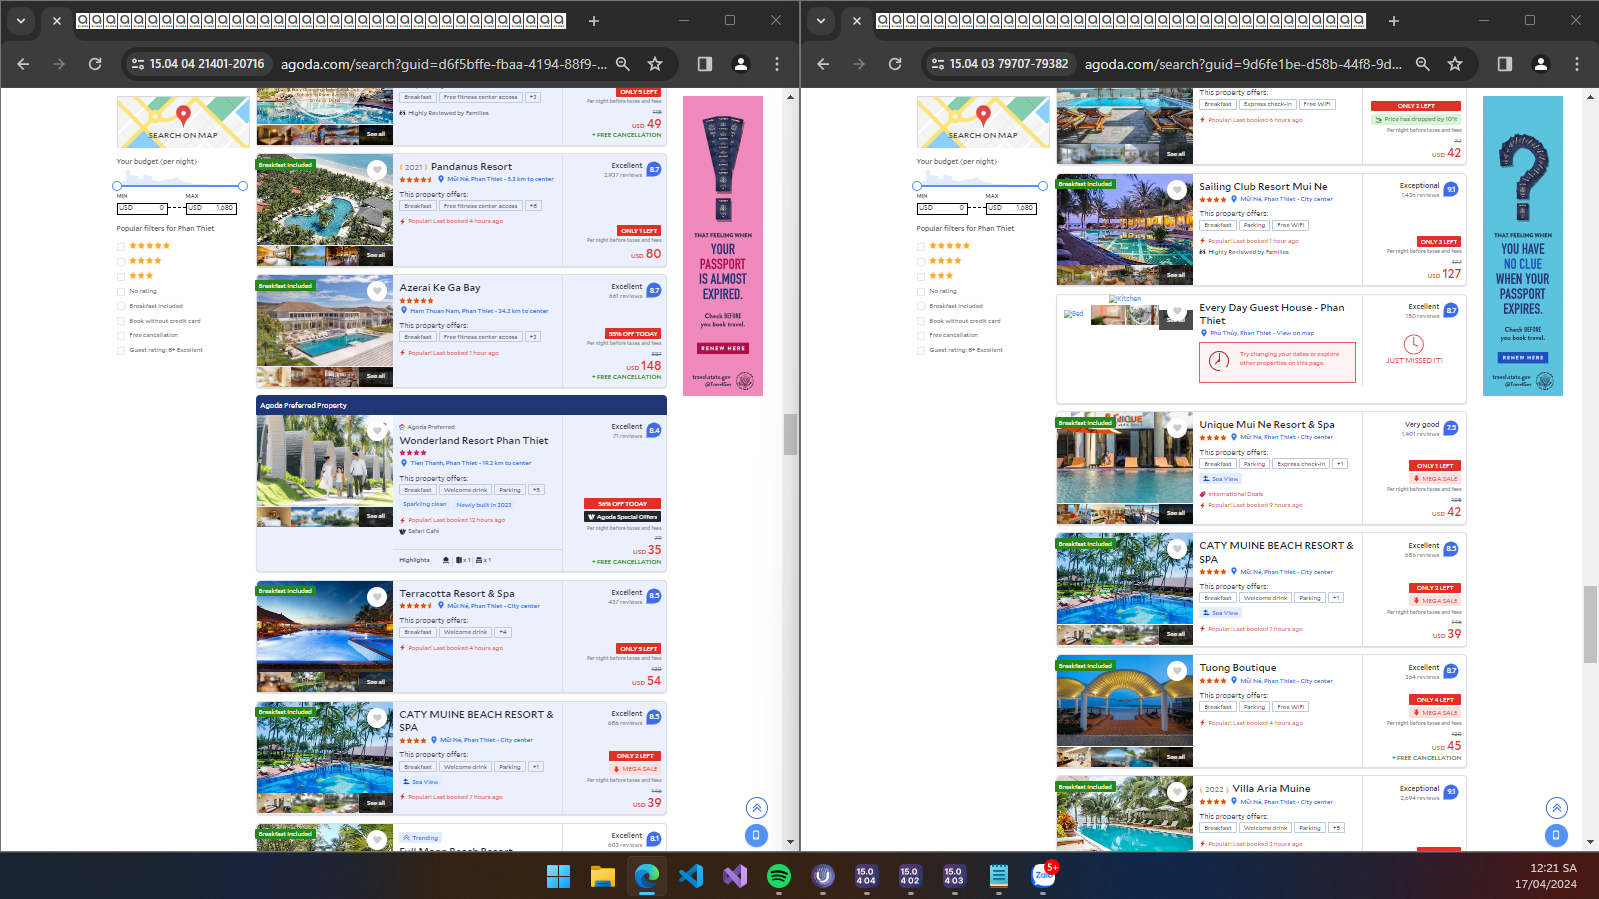 15.04 04 21401-20716
agoda.com/search?guid=d6f5bffe-fbaa-4194-88f9-...
SEARCH ON MAP
Your budget (per night)
MIN
MAX
USD 0
USD 1,680
Popular filters for Phan Thiet
No rating
Breakfast included
Book without credit card
Free cancellation
Guest rating: 8+ Excellent
See all
Breakfast
Free fitness center access
+3
Highly Reviewed by Families
ONLY 5 LEFT
Per night before taxes and fees
USD 49
+ FREE CANCELLATION
Breakfast included
See all
( 2021 ) Pandanus Resort
Mũi Né, Phan Thiet - 5.3 km to center
This property offers:
Breakfast
Free fitness center access
+8
Popular! Last booked 4 hours ago
Excellent
2,937 reviews
8.7
ONLY 1 LEFT
Per night before taxes and fees
USD 80
Breakfast included
See all
Azerai Ke Ga Bay
Ham Thuan Nam, Phan Thiet - 24.2 km to center
This property offers:
Breakfast
Free fitness center access
+3
Popular! Last booked 1 hour ago
Excellent
661 reviews
8.7
55% OFF TODAY
Per night before taxes and fees
327
USD 148
+ FREE CANCELLATION
Agoda Preferred Property
See all
Agoda Preferred
Wonderland Resort Phan Thiet
Tien Thanh, Phan Thiet - 19.2 km to center
This property offers:
Breakfast
Welcome drink
Parking
+5
Sparkling clean
Newly built in 2023
Popular! Last booked 12 hours ago
Safari Café
Highlights
x 1
x 1
Excellent
71 reviews
8.4
56% OFF TODAY
Agoda Special Offers
Per night before taxes and fees
79
USD 35
+ FREE CANCELLATION
Breakfast included
See all
Terracotta Resort & Spa
Mũi Né, Phan Thiet - City center
This property offers:
Breakfast
Welcome drink
+4
Popular! Last booked 4 hours ago
Excellent
437 reviews
8.5
ONLY 5 LEFT
Per night before taxes and fees
120
USD 54
Breakfast included
See all
CATY MUINE BEACH RESORT &
SPA
Mũi Né, Phan Thiet - City center
This property offers:
Breakfast
Welcome drink
Parking
+1
Sea View
Popular! Last booked 7 hours ago
Excellent
686 reviews
8.5
ONLY 2 LEFT
MEGA SALE
Per night before taxes and fees
146
USD 39
Breakfast included
Trending
Full Moon Beach Resort
Excellent
603 reviews
8.1
THAT FEELING WHEN
YOUR
PASSPORT
IS ALMOST
EXPIRED.
Check BEFORE
you book travel.
RENEW HERE
travel.state.gov
@TravelGov
15.04 03 79707-79382
agoda.com/search?guid=9d6fe1be-d58b-44f8-9d...
SEARCH ON MAP
Your budget (per night)
MIN
MAX
USD 0
USD 1,680
Popular filters for Phan Thiet
No rating
Breakfast included
Book without credit card
Free cancellation
Guest rating: 8+ Excellent
See all
This property offers:
Breakfast
Express check-in
Free WiFi
Popular! Last booked 6 hours ago
ONLY 2 LEFT
Price has dropped by 10%
Per night before taxes and fees
77
USD 42
Breakfast included
See all
Sailing Club Resort Mui Ne
Mũi Né, Phan Thiet - City center
This property offers:
Breakfast
Parking
Free WiFi
Popular! Last booked 1 hour ago
Highly Reviewed by Families
Exceptional
1,436 reviews
9.1
ONLY 3 LEFT
Per night before taxes and fees
177
USD 127
Kitchen
Bed
Every Day Guest House - Phan
Thiet
Phú Thủy, Phan Thiet - View on map
Try changing your dates or explore
other properties on this page.
Excellent
150 reviews
8.7
JUST MISSED IT!
Breakfast included
See all
Unique Mui Ne Resort & Spa
Mũi Né, Phan Thiet - City center
This property offers:
Breakfast
Parking
Express check-in
+1
Sea View
International Deals
Popular! Last booked 9 hours ago
Very good
1,401 reviews
7.5
ONLY 1 LEFT
MEGA SALE
Per night before taxes and fees
108
USD 42
Breakfast included
See all
CATY MUINE BEACH RESORT &
SPA
Mũi Né, Phan Thiet - City center
This property offers:
Breakfast
Welcome drink
Parking
+1
Sea View
Popular! Last booked 7 hours ago
Excellent
686 reviews
8.5
ONLY 2 LEFT
MEGA SALE
Per night before taxes and fees
146
USD 39
Breakfast included
See all
Tuong Boutique
Mũi Né, Phan Thiet - City center
This property offers:
Breakfast
Parking
Free WiFi
Popular! Last booked 4 hours ago
Excellent
264 reviews
8.7
ONLY 4 LEFT
MEGA SALE
Per night before taxes and fees
120
USD 45
+ FREE CANCELLATION
Breakfast included
( 2022 ) Villa Aria Muine
Mũi Né, Phan Thiet - City center
This property offers:
Breakfast
Welcome drink
Parking
+5
Popular! Last booked 2 hours ago
Exceptional
2,694 reviews
9.1
THAT FEELING WHEN
YOU HAVE
NO CLUE
WHEN YOUR
PASSPORT
EXPIRES.
Check BEFORE
you book travel.
RENEW HERE
travel.state.gov
@TravelGov
15.0
4 04
15.0
4 02
15.0
4 03
Zalo
5+
12:21 SA
17/04/2024